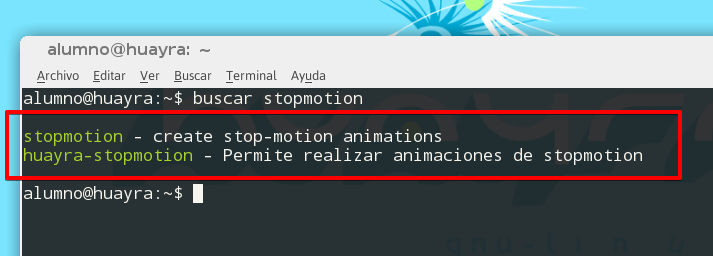 alumno@huayra: ~
Archivo Editar Ver Buscar Terminal Ayuda
alumno@huayra:~$ buscar stopmotion
stopmotion - create stop-motion animations
huayra-stopmotion - Permite realizar animaciones de stopmotion
alumno@huayra:~$